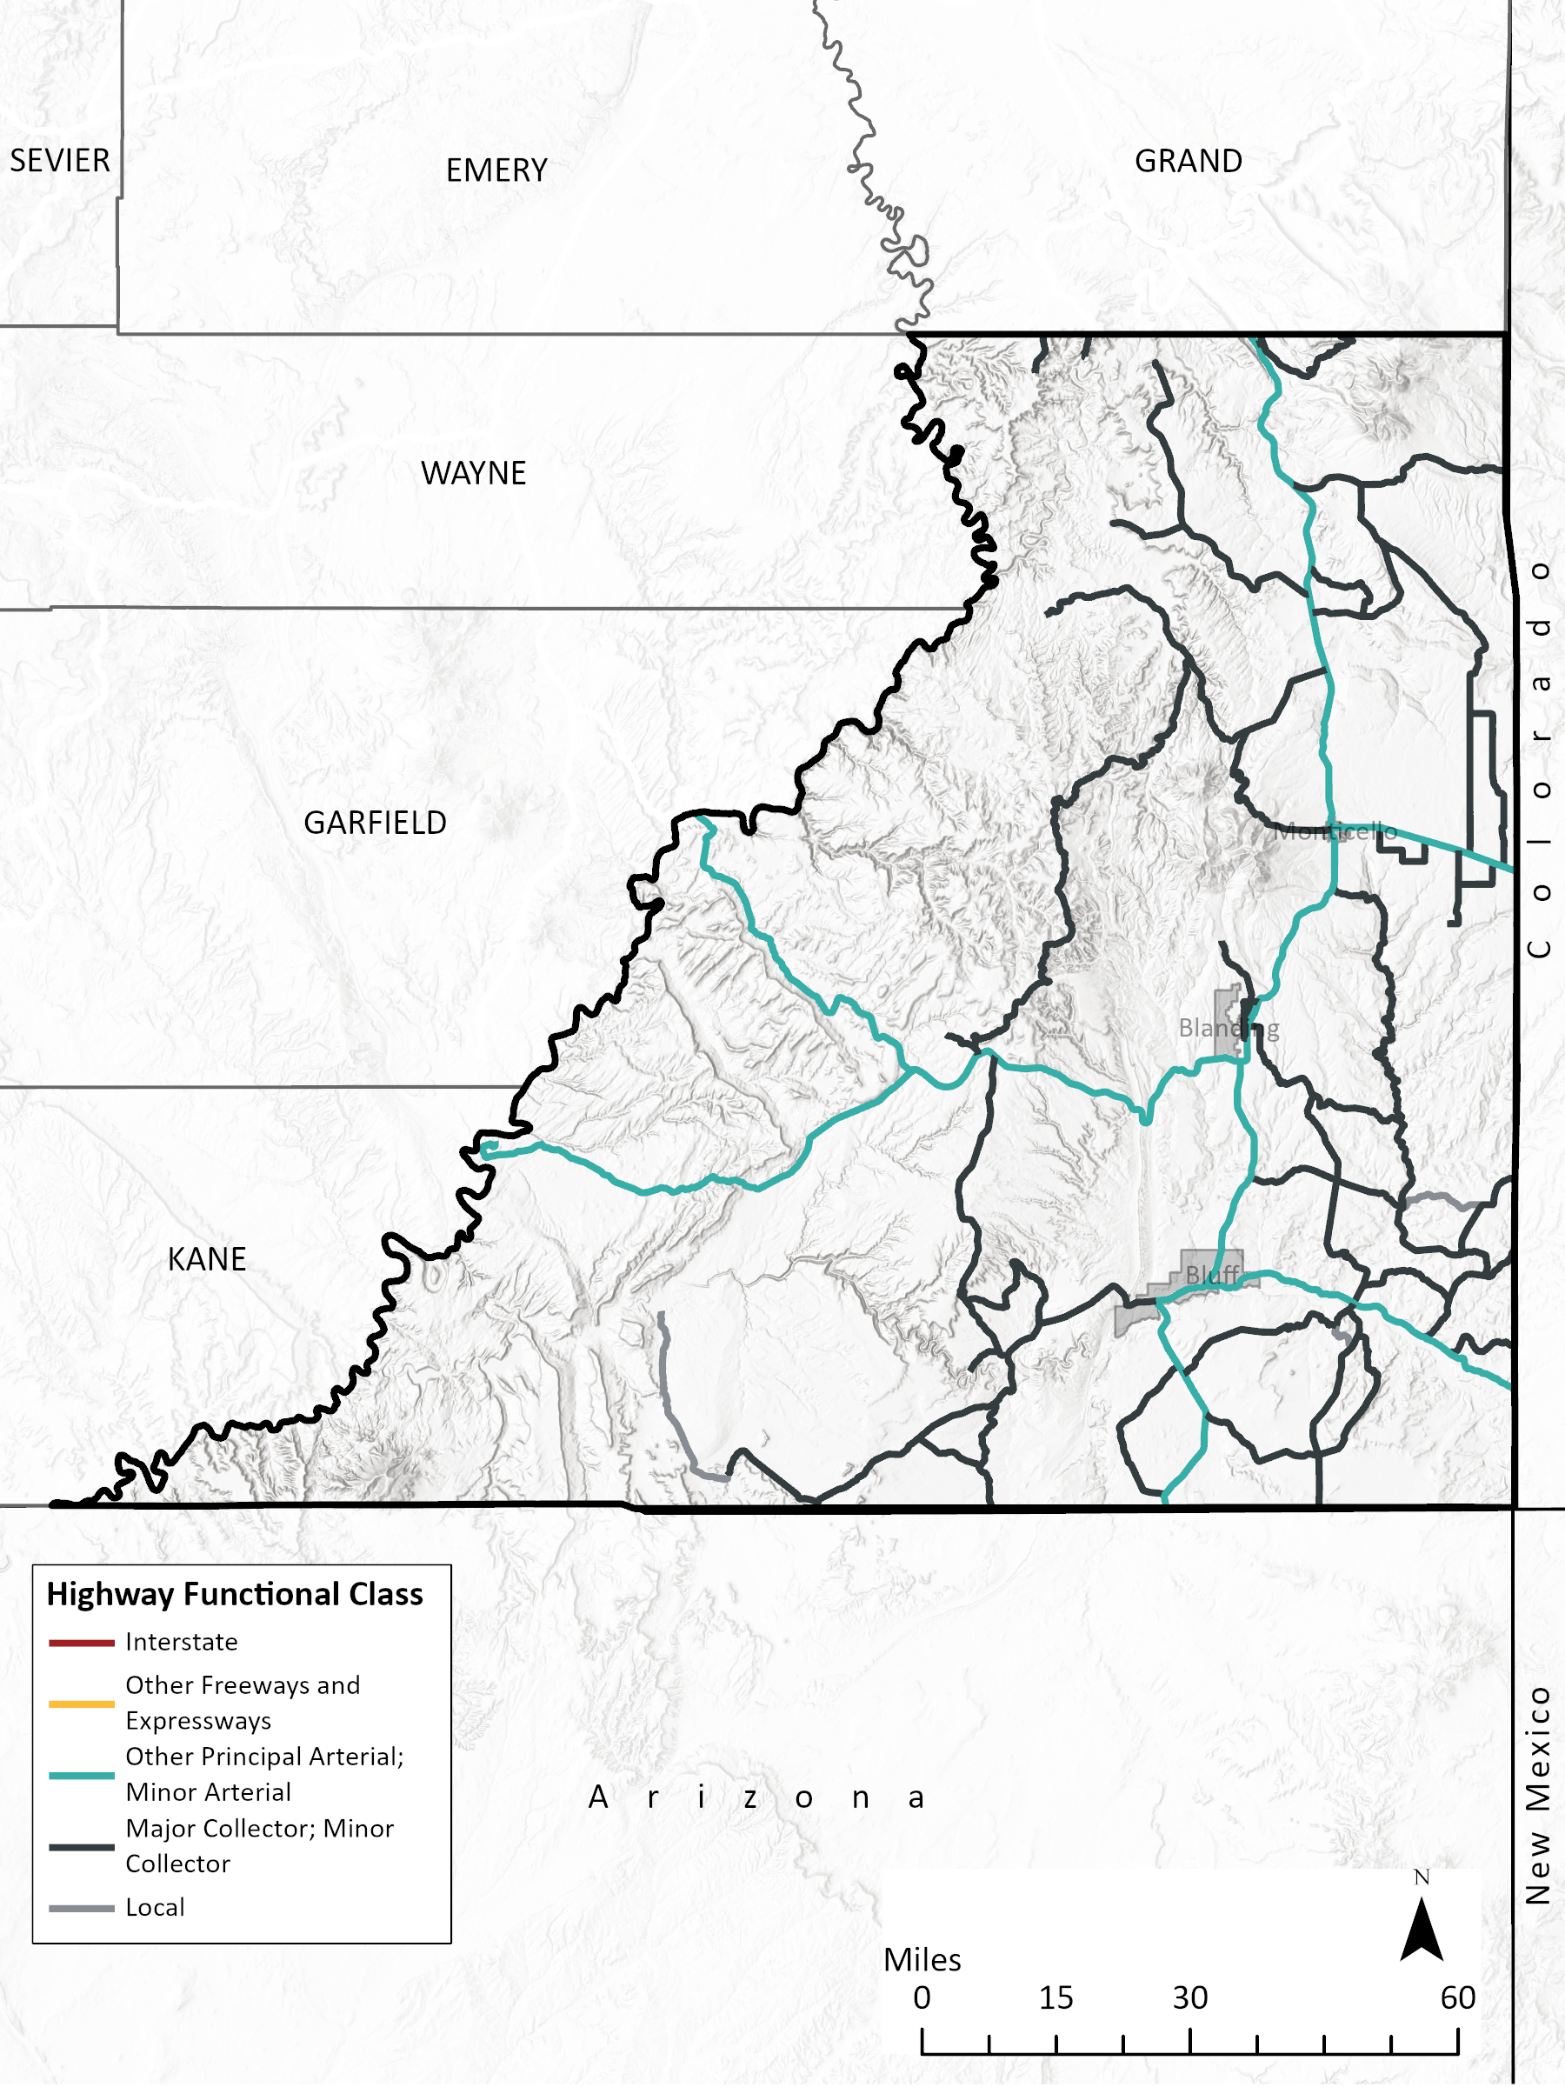 SEVIER
EMERY
GRAND
WAYNE
Colorado
GARFIELD
Monticello
Blanding
KANE
Bluff
Highway Functional Class
Interstate
Other Freeways and
Expressways
Other Principal Arterial;
Minor Arterial
Major Collector; Minor
Collector
Local
Arizona
New Mexico
N
Miles
0 15 30 60